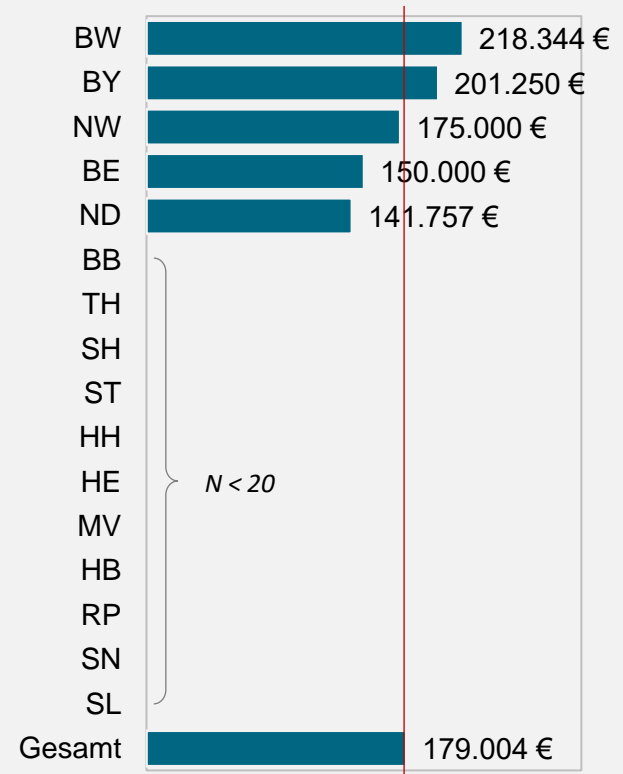 BW 218.344 €
BY 201.250 €
NW 175.000 €
BE 150.000 €
ND 141.757 €
BB
TH
SH
ST
HH
HE N < 20
MV
HB
RP
SN
SL
Gesamt 179.004 €